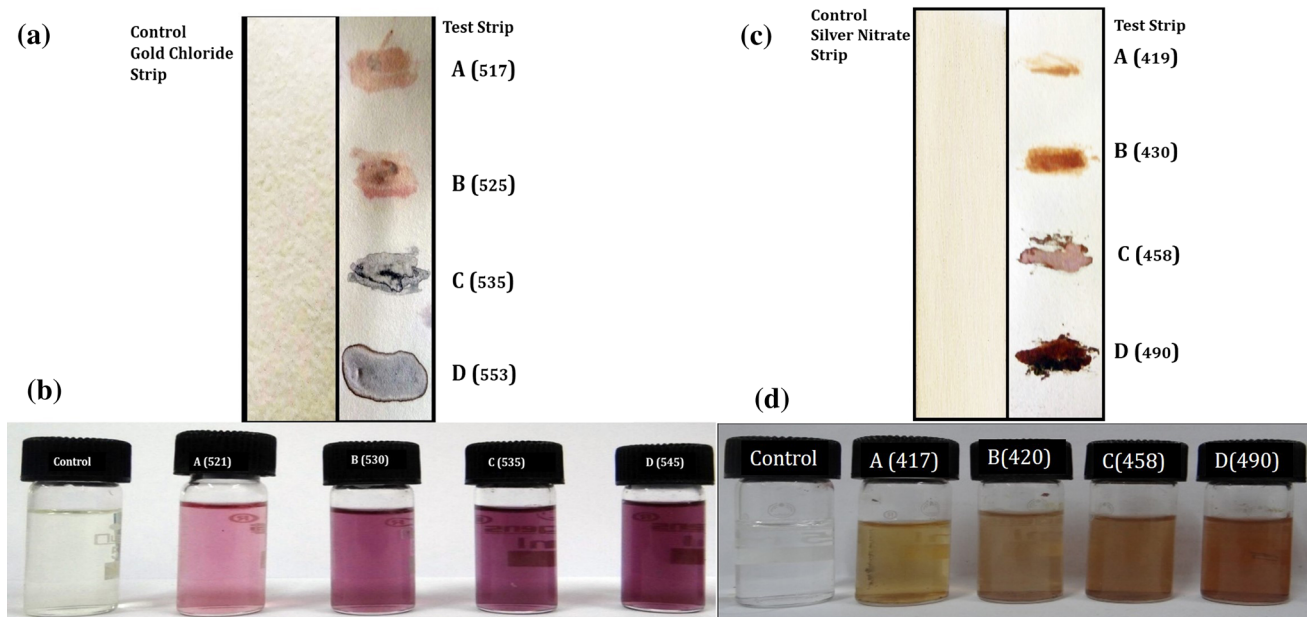 (a)
Control
Gold Chloride
Strip
Test Strip
A (517)
B (525)
C (535)
D (553)
(b)
Control
A (521)
B (530)
C (535)
D (545)
(c)
Control
Silver Nitrate
Strip
Test Strip
A (419)
B (430)
C (458)
D (490)
(d)
Control
A (417)
B(420)
C(458)
D(490)